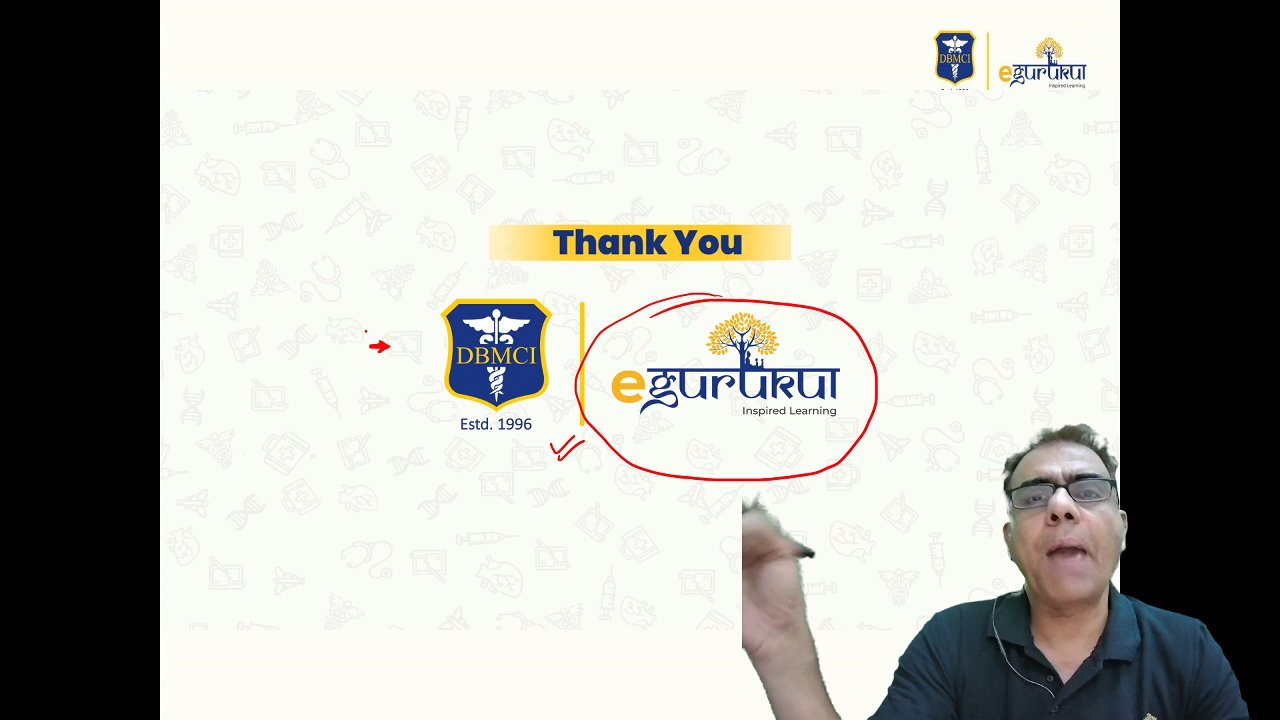 DBMCI
egurukul
Inspired Learning
Thank You
DBMCI
Estd. 1996
egurukul
Inspired Learning